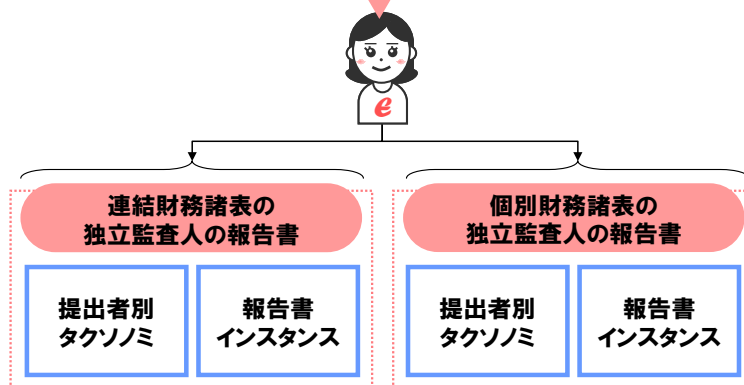 e
連結財務諸表の
独立監査人の報告書
個別財務諸表の
独立監査人の報告書
提出者別
タクソノミ
報告書
インスタンス
提出者別
タクソノミ
報告書
インスタンス